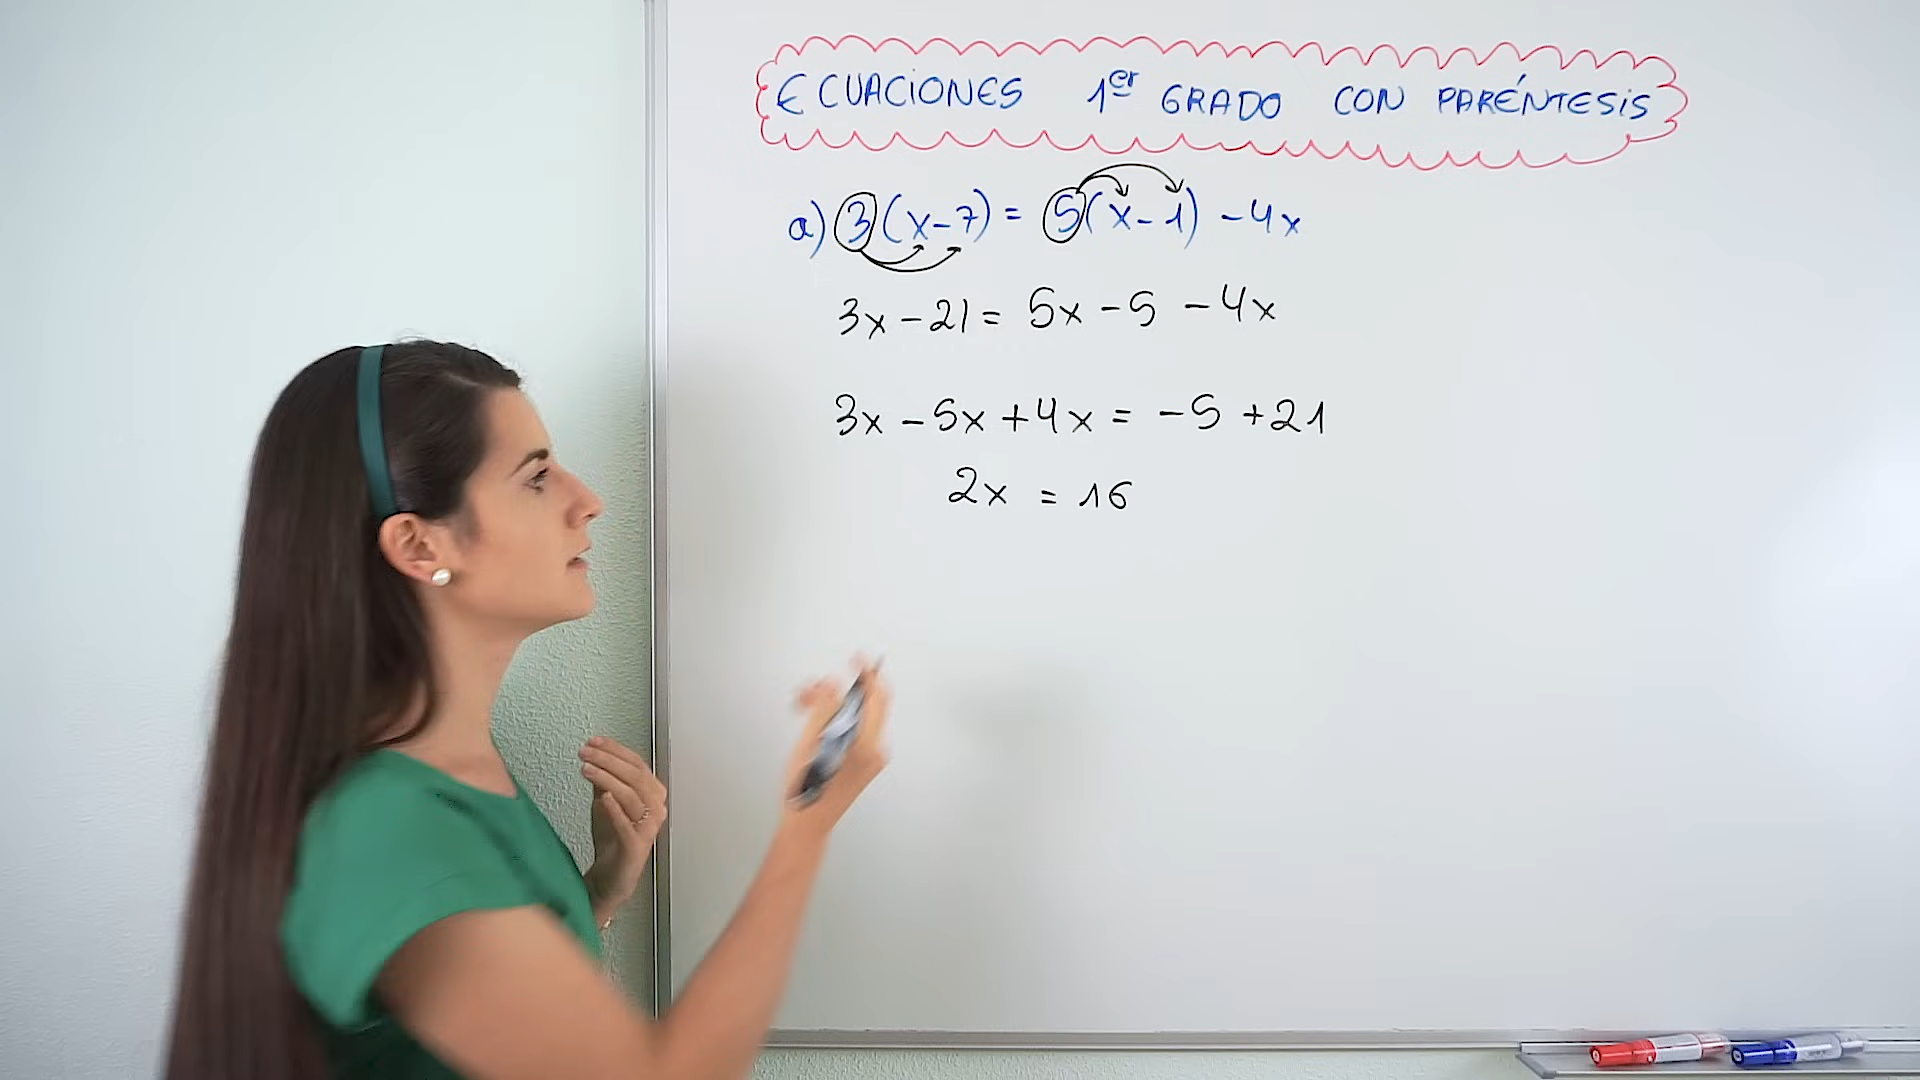 ECUACIONES 1er GRADO CON PARÉNTESIS
a) 3(x-7) = 5(x-1) -4x
3x-21 = 5x-5-4x
3x-5x+4x = -5+21
2x = 16